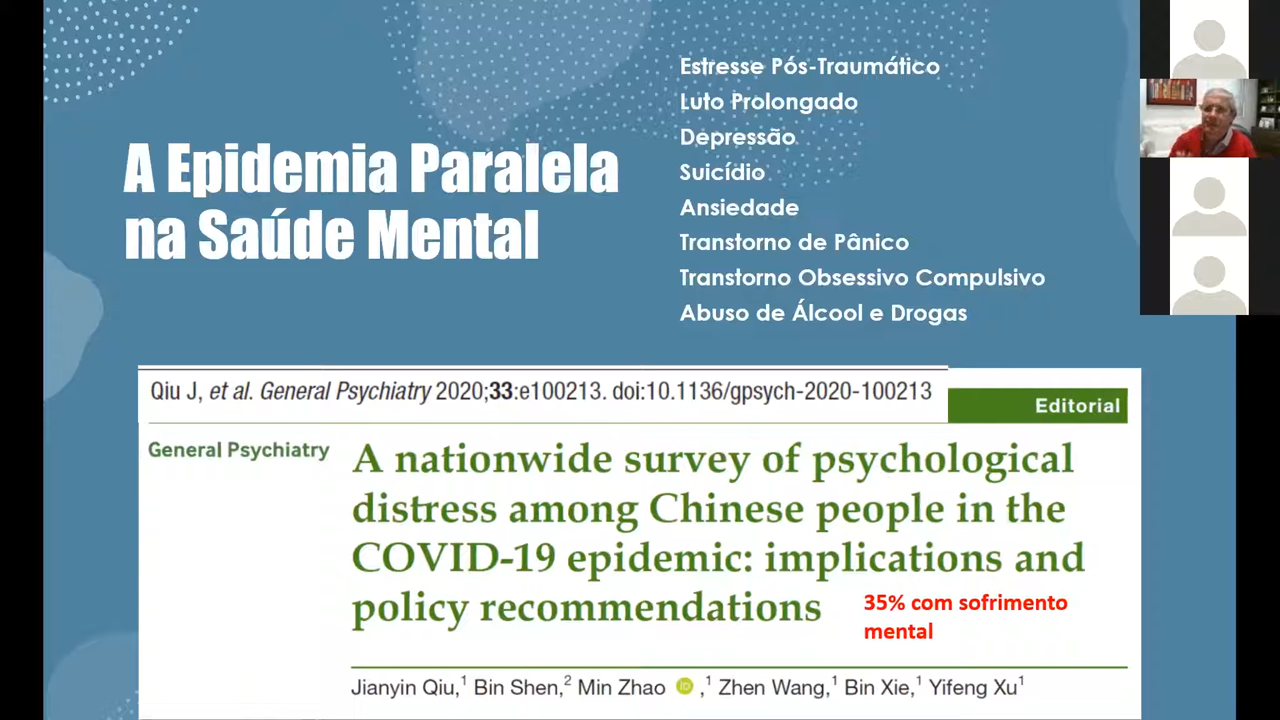 A Epidemia Paralela
na Saúde Mental
Estresse Pós-Traumático
Luto Prolongado
Depressão
Suicídio
Ansiedade
Transtorno de Pânico
Transtorno Obsessivo Compulsivo
Abuso de Álcool e Drogas
Qiu J, et al. General Psychiatry 2020;33:e100213. doi:10.1136/gpsych-2020-100213
Editorial
General Psychiatry
A nationwide survey of psychological
distress among Chinese people in the
COVID-19 epidemic: implications and
policy recommendations
35% com sofrimento
mental
Jianyin Qiu,1 Bin Shen,2 Min Zhao iD ,1 Zhen Wang,1 Bin Xie,1 Yifeng Xu1